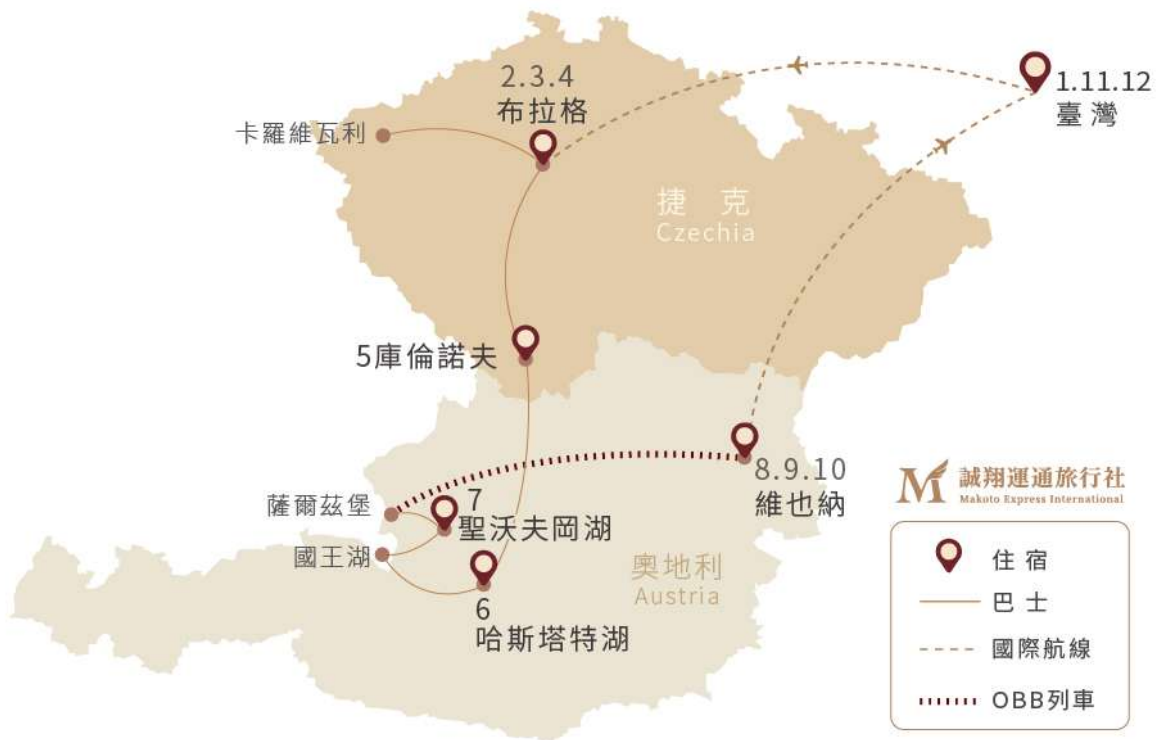 2.3.4
布拉格
卡羅維瓦利
1.11.12
臺灣
捷 克
Czechia
5庫倫諾夫
8.9.10
維也納
薩爾茲堡
7
聖沃夫岡湖
國王湖
6
哈斯塔特湖
奧地利
Austria
誠翔運通旅行社
Makoto Express International
住宿
巴士
國際航線
OBB列車